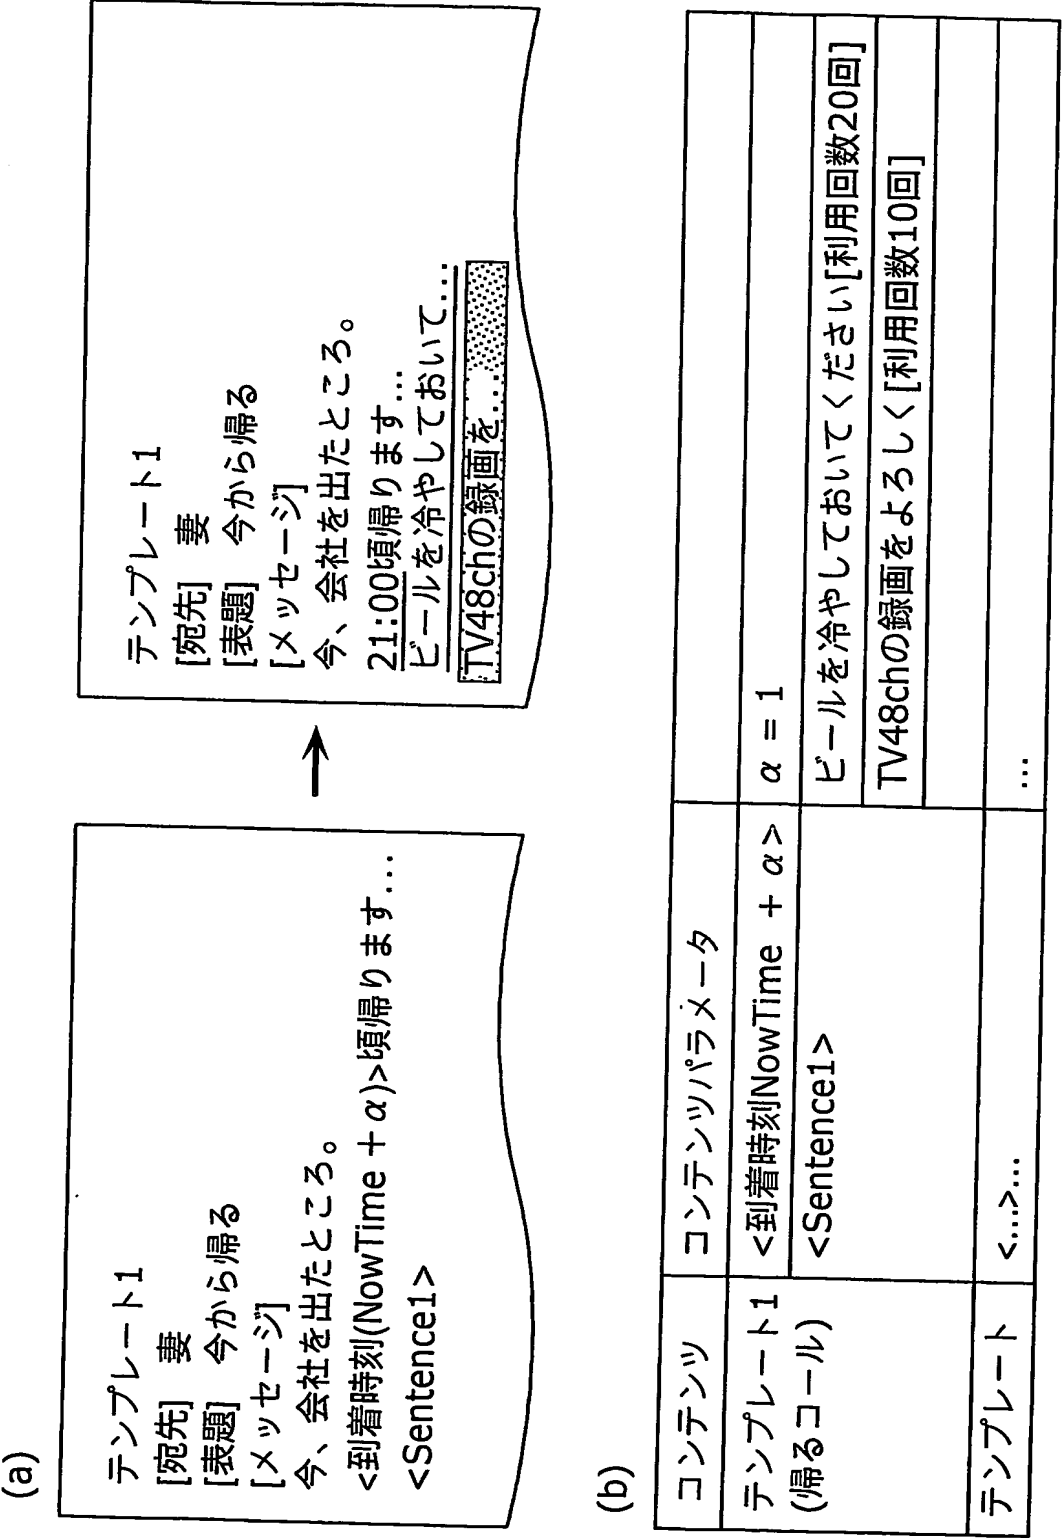 (a)
テンプレート1
[宛先] 妻
[表題] 今から帰る
[メッセージ]
今、会社を出たところ。
<到着時刻(NowTime + α)>頃帰ります...
<Sentence1>
テンプレート1
[宛先] 妻
[表題] 今から帰る
[メッセージ]
今、会社を出たところ。
21:00頃帰ります...
ビールを冷やしておいて...
TV48chの録画を...
(b)
コンテンツ コンテンツパラメータ
テンプレート1 <到着時刻NowTime + α> α = 1
(帰るコール) <Sentence1> ビールを冷やしておいてください[利用回数20回]
TV48chの録画をよろしく[利用回数10回]
テンプレート <...>... ...